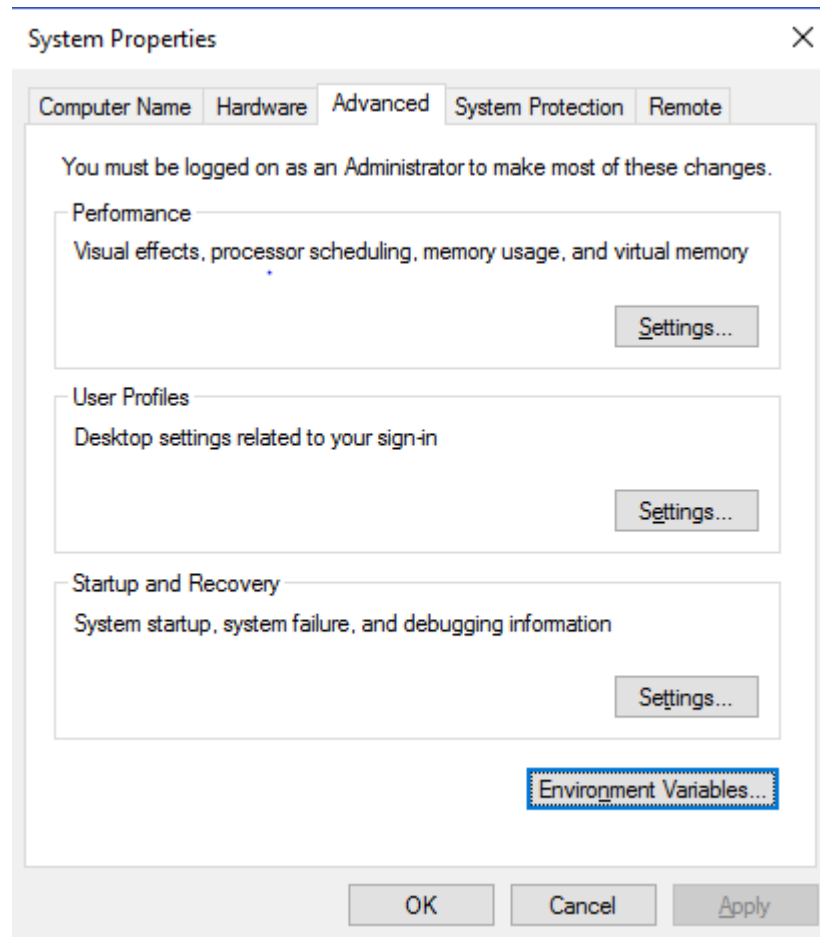 System Properties
Computer Name Hardware Advanced System Protection Remote
You must be logged on as an Administrator to make most of these changes.
Performance
Visual effects, processor scheduling, memory usage, and virtual memory
Settings...
User Profiles
Desktop settings related to your sign-in
Settings...
Startup and Recovery
System startup, system failure, and debugging information
Settings...
Environment Variables...
OK Cancel Apply